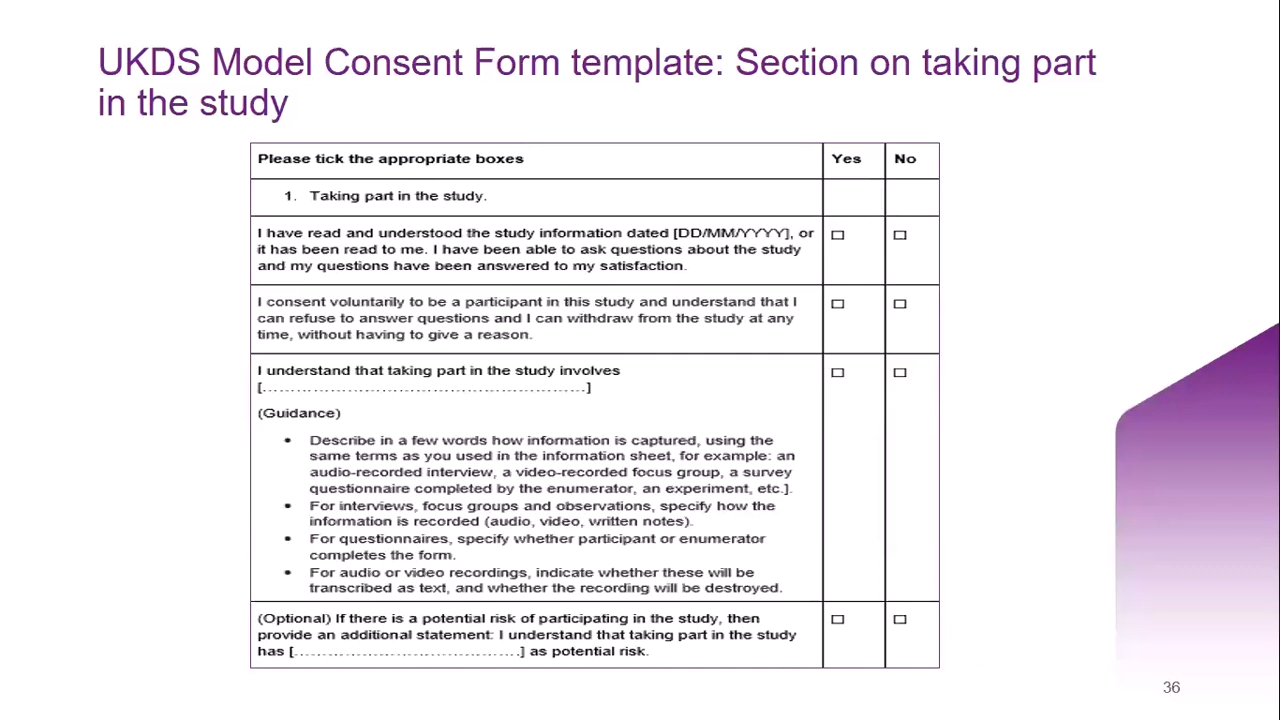 UKDS Model Consent Form template: Section on taking part
in the study
Please tick the appropriate boxes Yes No
1. Taking part in the study.
I have read and understood the study information dated [DD/MM/YYYY], or
it has been read to me. I have been able to ask questions about the study
and my questions have been answered to my satisfaction.
☐ ☐
I consent voluntarily to be a participant in this study and understand that I
can refuse to answer questions and I can withdraw from the study at any
time, without having to give a reason.
☐ ☐
I understand that taking part in the study involves
[......................................................]
☐ ☐
(Guidance)
• Describe in a few words how information is captured, using the
same terms as you used in the information sheet, for example: an
audio-recorded interview, a video-recorded focus group, a survey
questionnaire completed by the enumerator, an experiment, etc.].
• For interviews, focus groups and observations, specify how the
information is recorded (audio, video, written notes).
• For questionnaires, specify whether participant or enumerator
completes the form.
• For audio or video recordings, indicate whether these will be
transcribed as text, and whether the recording will be destroyed.
(Optional) If there is a potential risk of participating in the study, then
provide an additional statement: I understand that taking part in the study
has [......................................] as potential risk.
☐ ☐
36